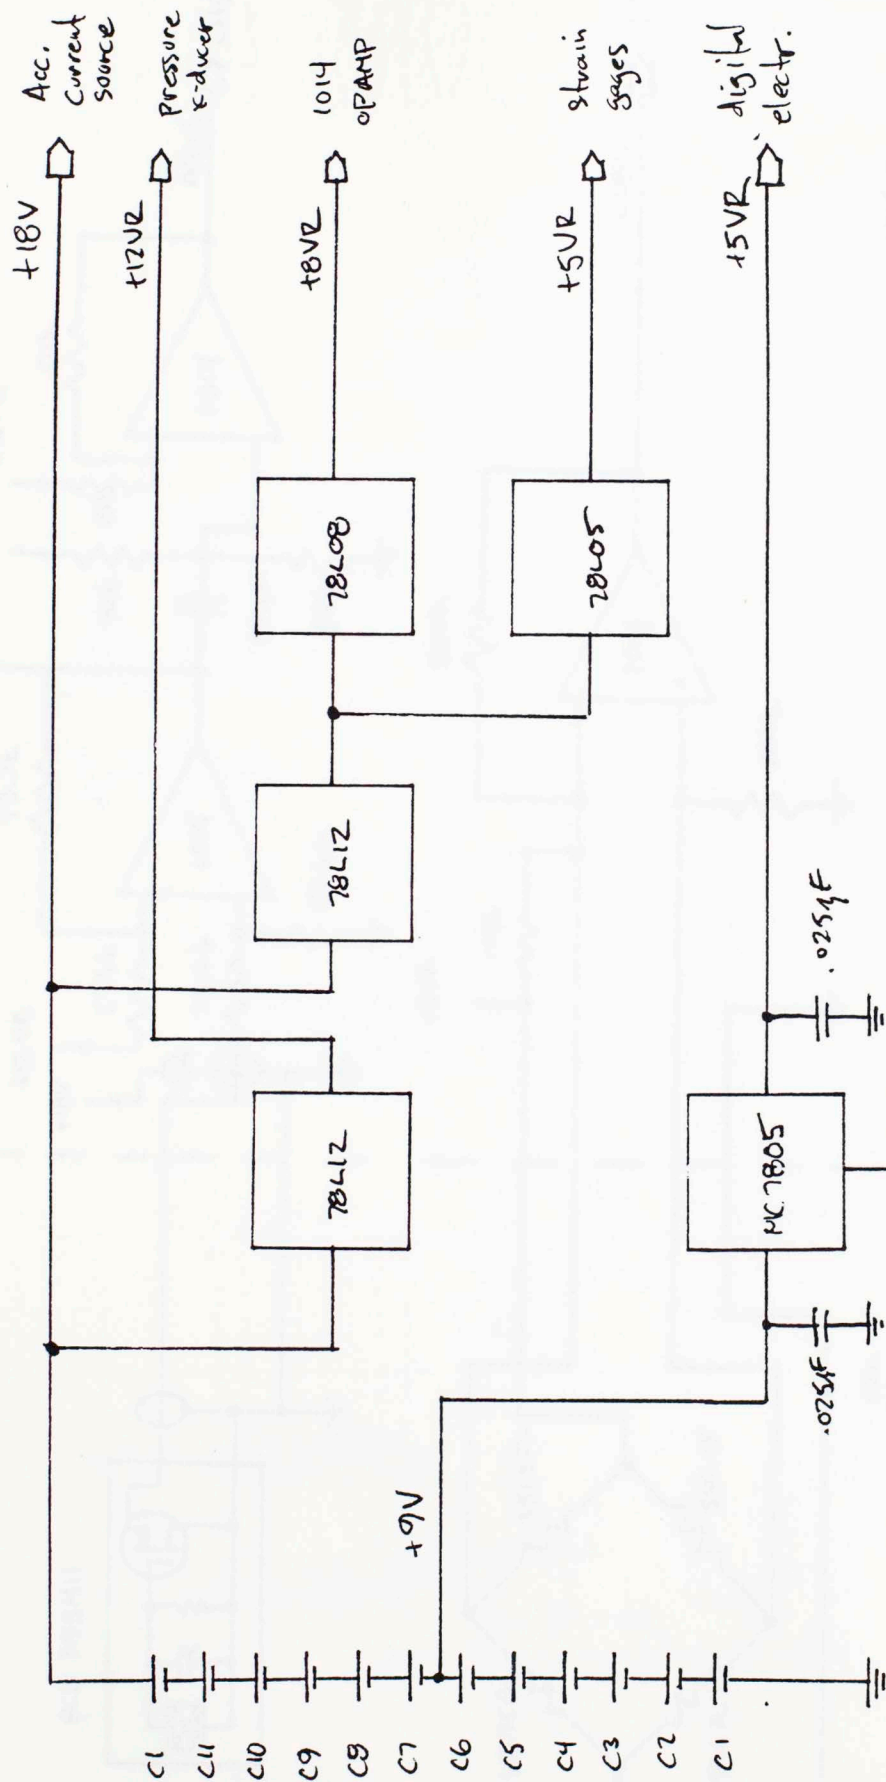 Acc.
Current
source
+18V
Pressure
x-ducer
+12VR
1014
OPAMP
+8VR
strain
gages
+5VR
digital
electr.
+5VR
78L08
78L05
78L12
78L12
MC7805
.025µF
.025µF
+9V
C1
C11
C10
C9
C8
C7
C6
C5
C4
C3
C2
C1